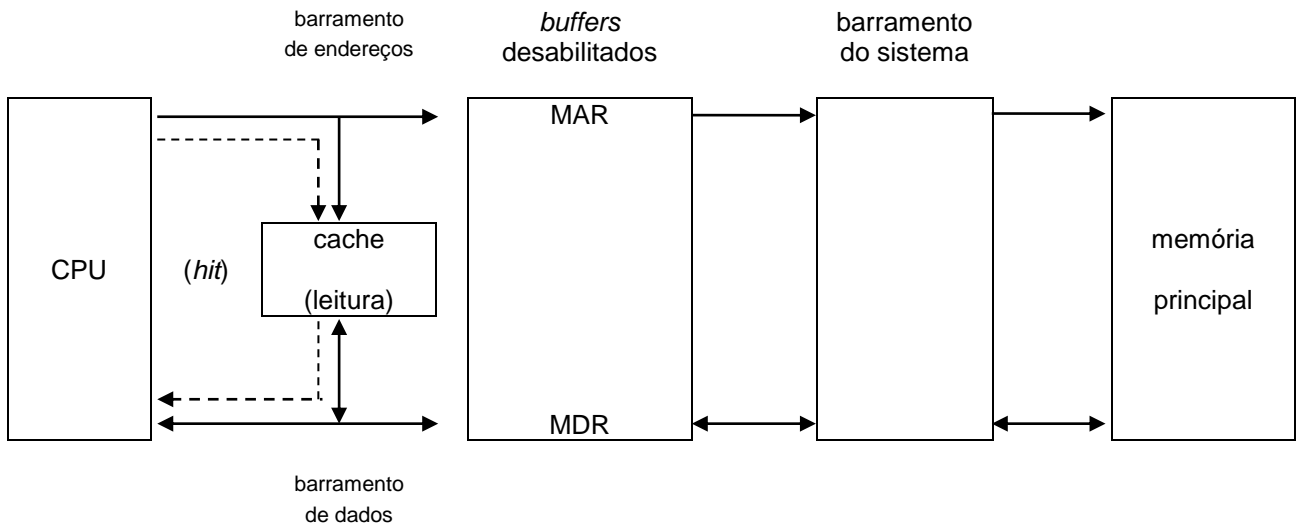 barramento
de endereços
buffers
desabilitados
barramento
do sistema
MAR
CPU
(hit)
cache
(leitura)
memória
principal
MDR
barramento
de dados